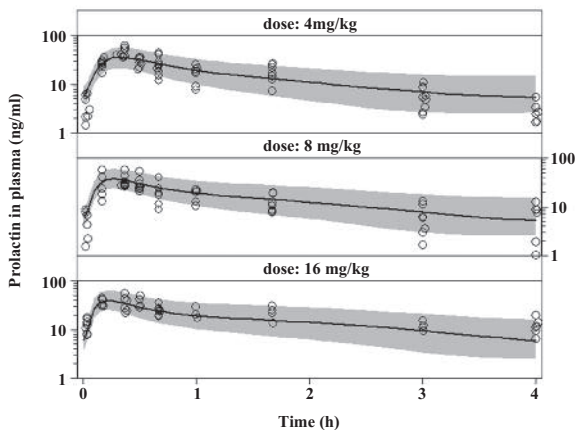 dose: 4mg/kg
100
10
1
dose: 8 mg/kg
100
10
1
dose: 16 mg/kg
100
10
1
0 1 2 3 4
Time (h)
Prolactin in plasma (ng/ml)